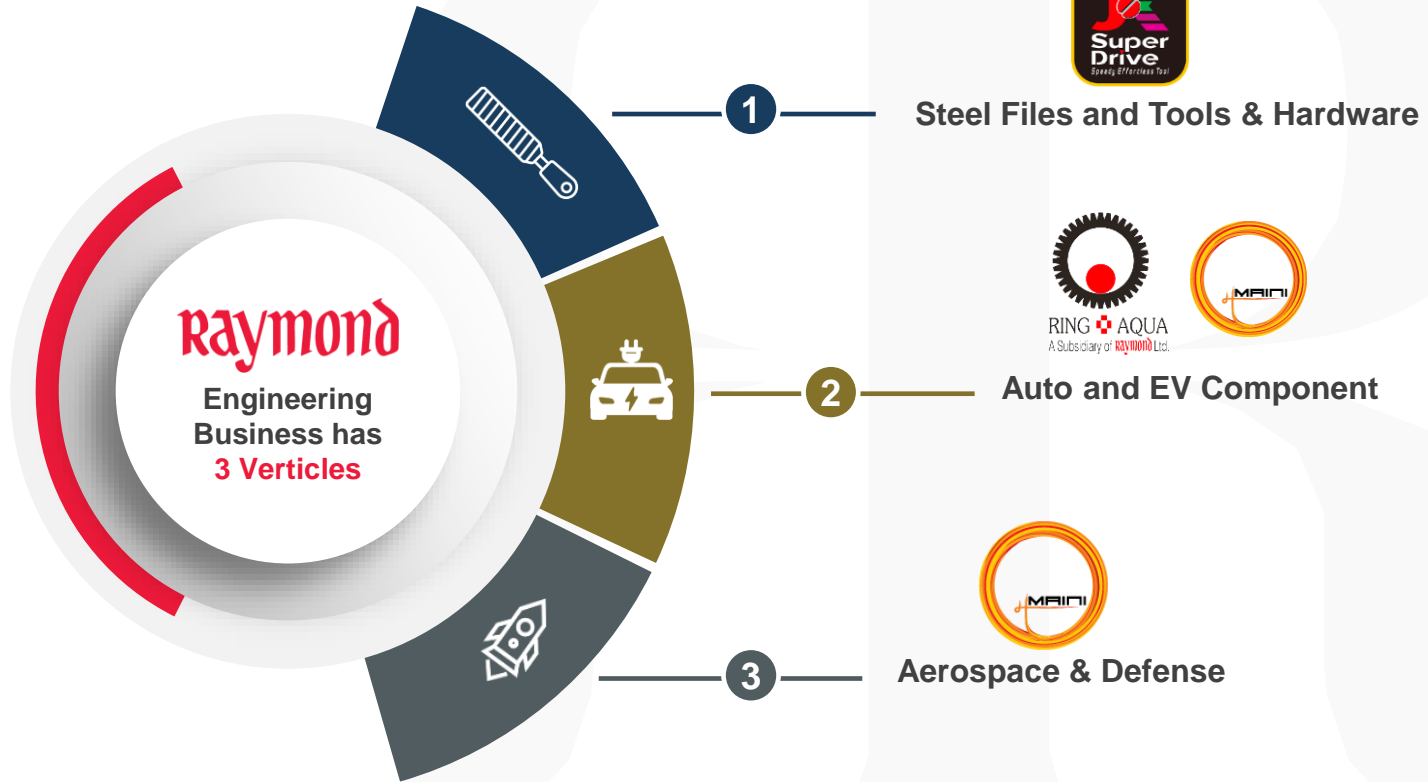 Super
Drive
Speedy Effortless Tool
1
Steel Files and Tools & Hardware
RING AQUA
A Subsidiary of Raymond Ltd.
MAINI
2
Auto and EV Component
Raymond
Engineering
Business has
3 Verticles
MAINI
3
Aerospace & Defense